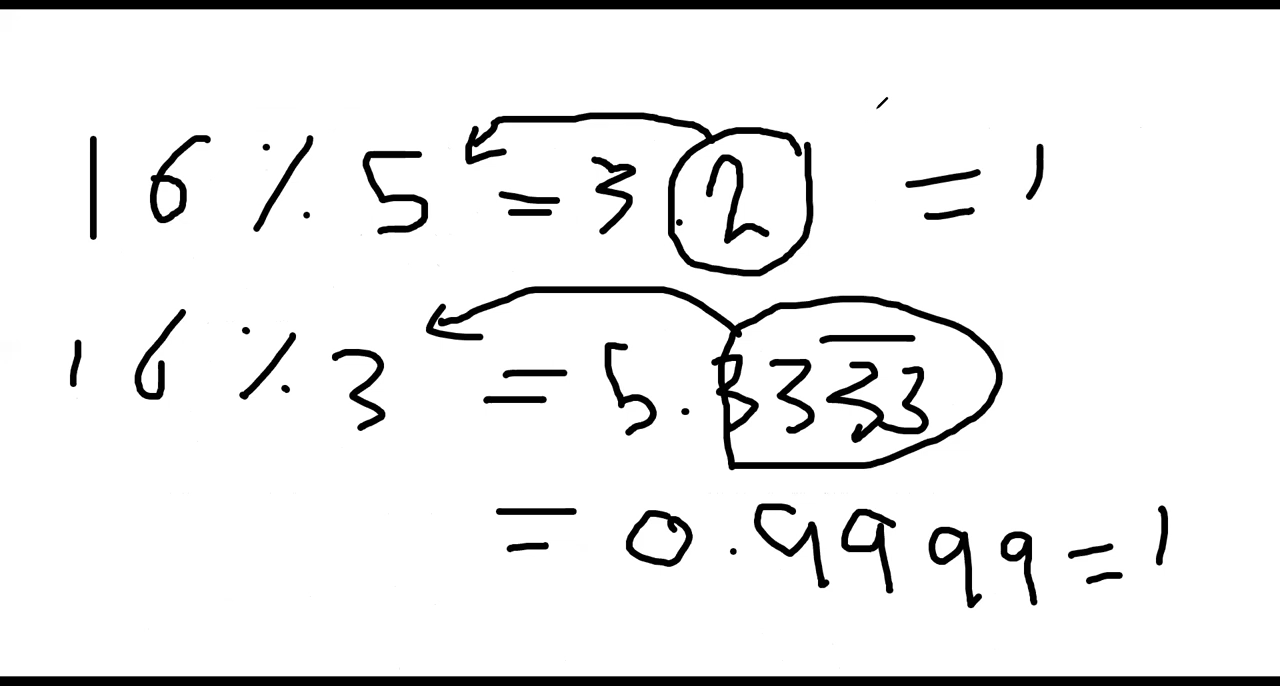 16 % 5 = 3.2 = 1
16 % 3 = 5.3333
= 0.9999 = 1